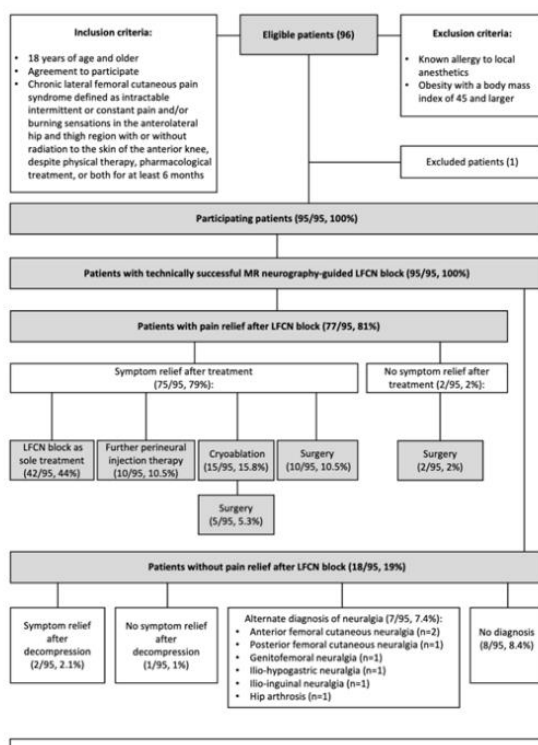 Inclusion criteria:
• 18 years of age and older
• Agreement to participate
• Chronic lateral femoral cutaneous pain
syndrome defined as intractable
intermittent or constant pain and/or
burning sensations in the anterolateral
hip and thigh region with or without
radiation to the skin of the anterior knee,
despite physical therapy, pharmacological
treatment, or both for at least 6 months
Eligible patients (96)
Exclusion criteria:
• Known allergy to local
anesthetics
• Obesity with a body mass
index of 45 and larger
Excluded patients (1)
Participating patients (95/95, 100%)
Patients with technically successful MR neurography-guided LFCN block (95/95, 100%)
Patients with pain relief after LFCN block (77/95, 81%)
Symptom relief after treatment
(75/95, 79%):
No symptom relief after
treatment (2/95, 2%):
LFCN block as
sole treatment
(42/95, 44%)
Further perineural
injection therapy
(10/95, 10.5%)
Cryoablation
(15/95, 15.8%)
Surgery
(10/95, 10.5%)
Surgery
(2/95, 2%)
Surgery
(5/95, 5.3%)
Patients without pain relief after LFCN block (18/95, 19%)
Symptom relief
after
decompression
(2/95, 2.1%)
No symptom relief
after
decompression
(1/95, 1%)
Alternate diagnosis of neuralgia (7/95, 7.4%):
• Anterior femoral cutaneous neuralgia (n=2)
• Posterior femoral cutaneous neuralgia (n=1)
• Genitofemoral neuralgia (n=1)
• Ilio-hypogastric neuralgia (n=1)
• Ilio-inguinal neuralgia (n=1)
• Hip arthrosis (n=1)
No diagnosis
(8/95, 8.4%)